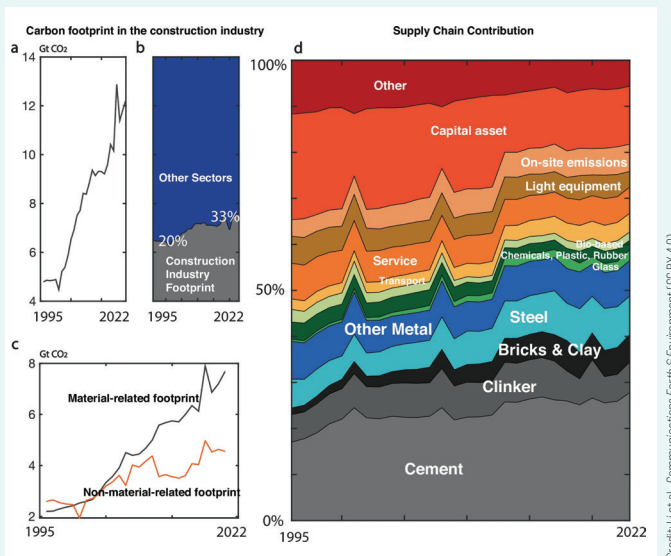 Carbon footprint in the construction industry
Supply Chain Contribution
a
Gt CO₂
b
d
14
12
10
8
6
4
1995
2022
Other Sectors
33%
20%
Construction
Industry
Footprint
1995
2022
c
Gt CO₂
8
6
4
2
Material-related footprint
Non-material-related footprint
1995
2022
100%
50%
0%
Other
Capital asset
On-site emissions
Light equipment
Service
Bio-based
Chemicals, Plastic, Rubber
Transport
Glass
Other Metal
Steel
Bricks & Clay
Clinker
Cement
1995
2022
Communications Earth & Environment